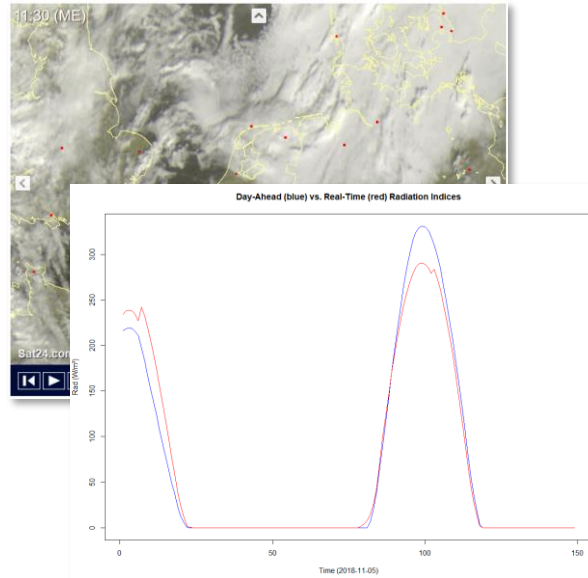 11:30 (ME)
Sat24.com
Day-Ahead (blue) vs. Real-Time (red) Radiation Indices
Rad (W/m²)
300
250
200
150
100
50
0
0
50
100
150
Time (2018-11-05)